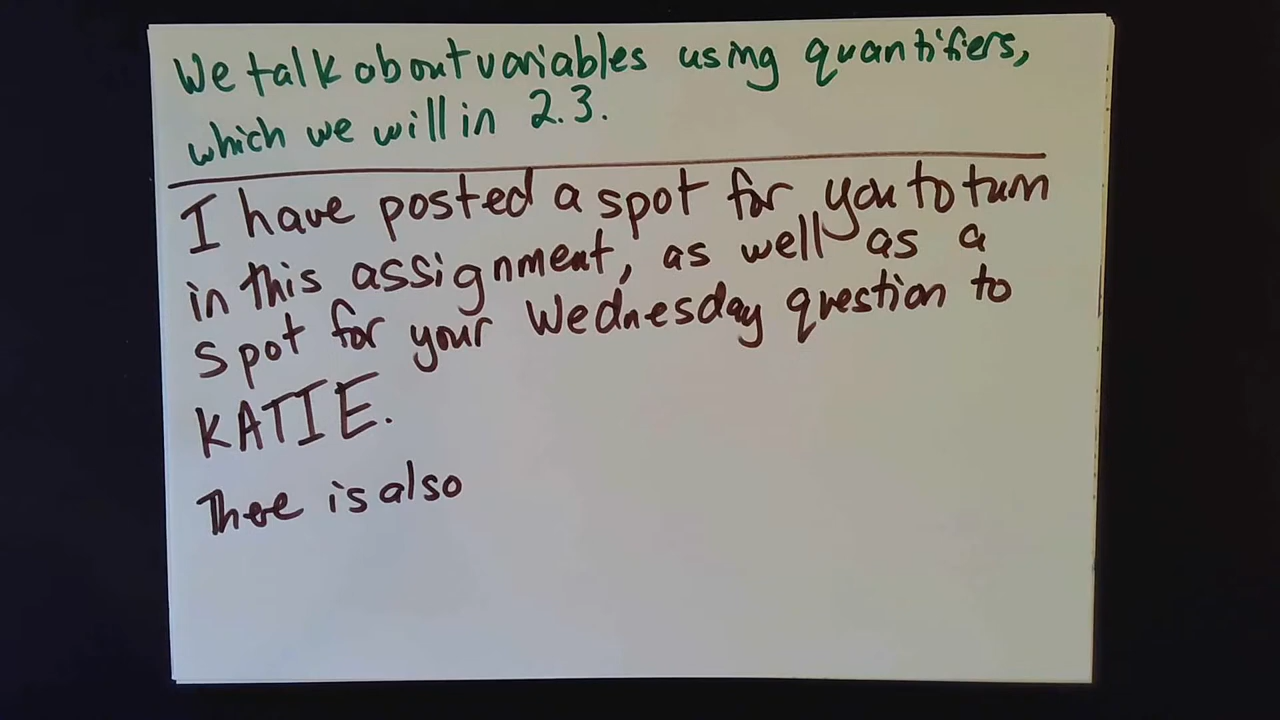 We talk about variables using quantifiers,
which we will in 2.3.
I have posted a spot for you to turn
in this assignment, as well as a
spot for your Wednesday question to
KATIE.
There is also